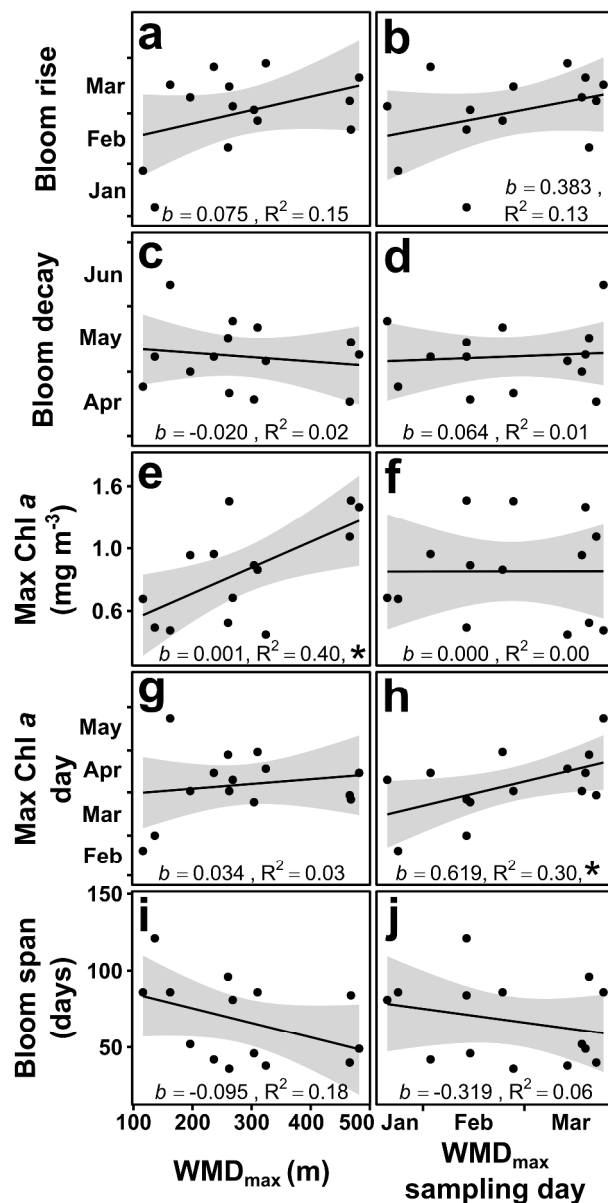 a
b
Bloom rise
Mar
Feb
Jan
b = 0.075 , R² = 0.15
b = 0.383 ,
R² = 0.13
c
d
Bloom decay
Jun
May
Apr
b = -0.020 , R² = 0.02
b = 0.064 , R² = 0.01
e
f
Max Chl a
(mg m⁻³)
1.6
1.0
0.6
b = 0.001, R² = 0.40, *
b = 0.000 , R² = 0.00
g
h
Max Chl a
day
May
Apr
Mar
Feb
b = 0.034 , R² = 0.03
b = 0.619, R² = 0.30, *
i
j
Bloom span
(days)
150
100
50
b = -0.095 , R² = 0.18
b = -0.319 , R² = 0.06
100 200 300 400 500
Jan Feb Mar
WMDmax (m)
WMDmax
sampling day